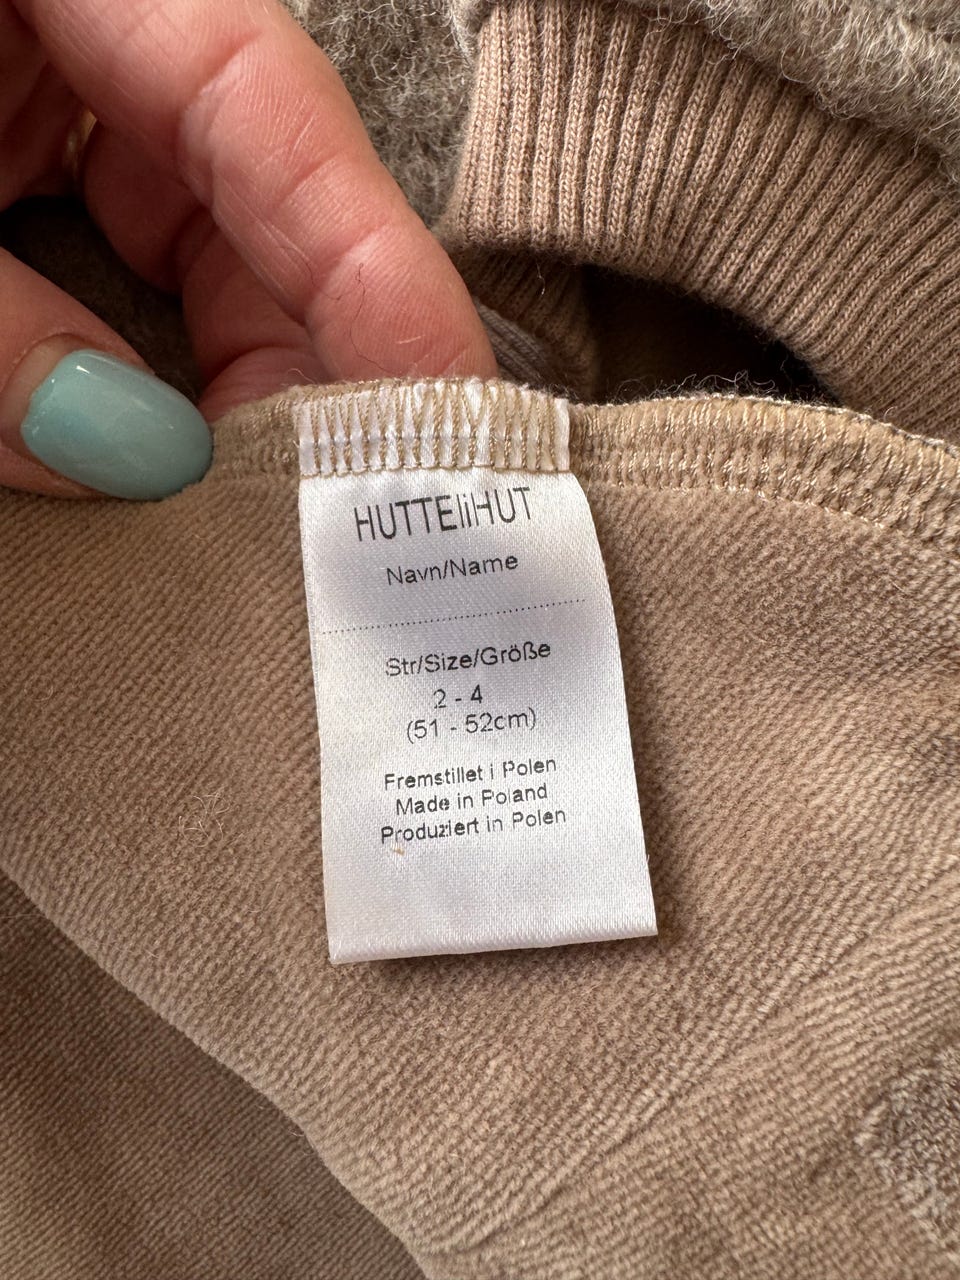 HUTTEliHUT
Navn/Name
Str/Size/Größe
2 - 4
(51 - 52cm)
Fremstillet i Polen
Made in Poland
Produziert in Polen